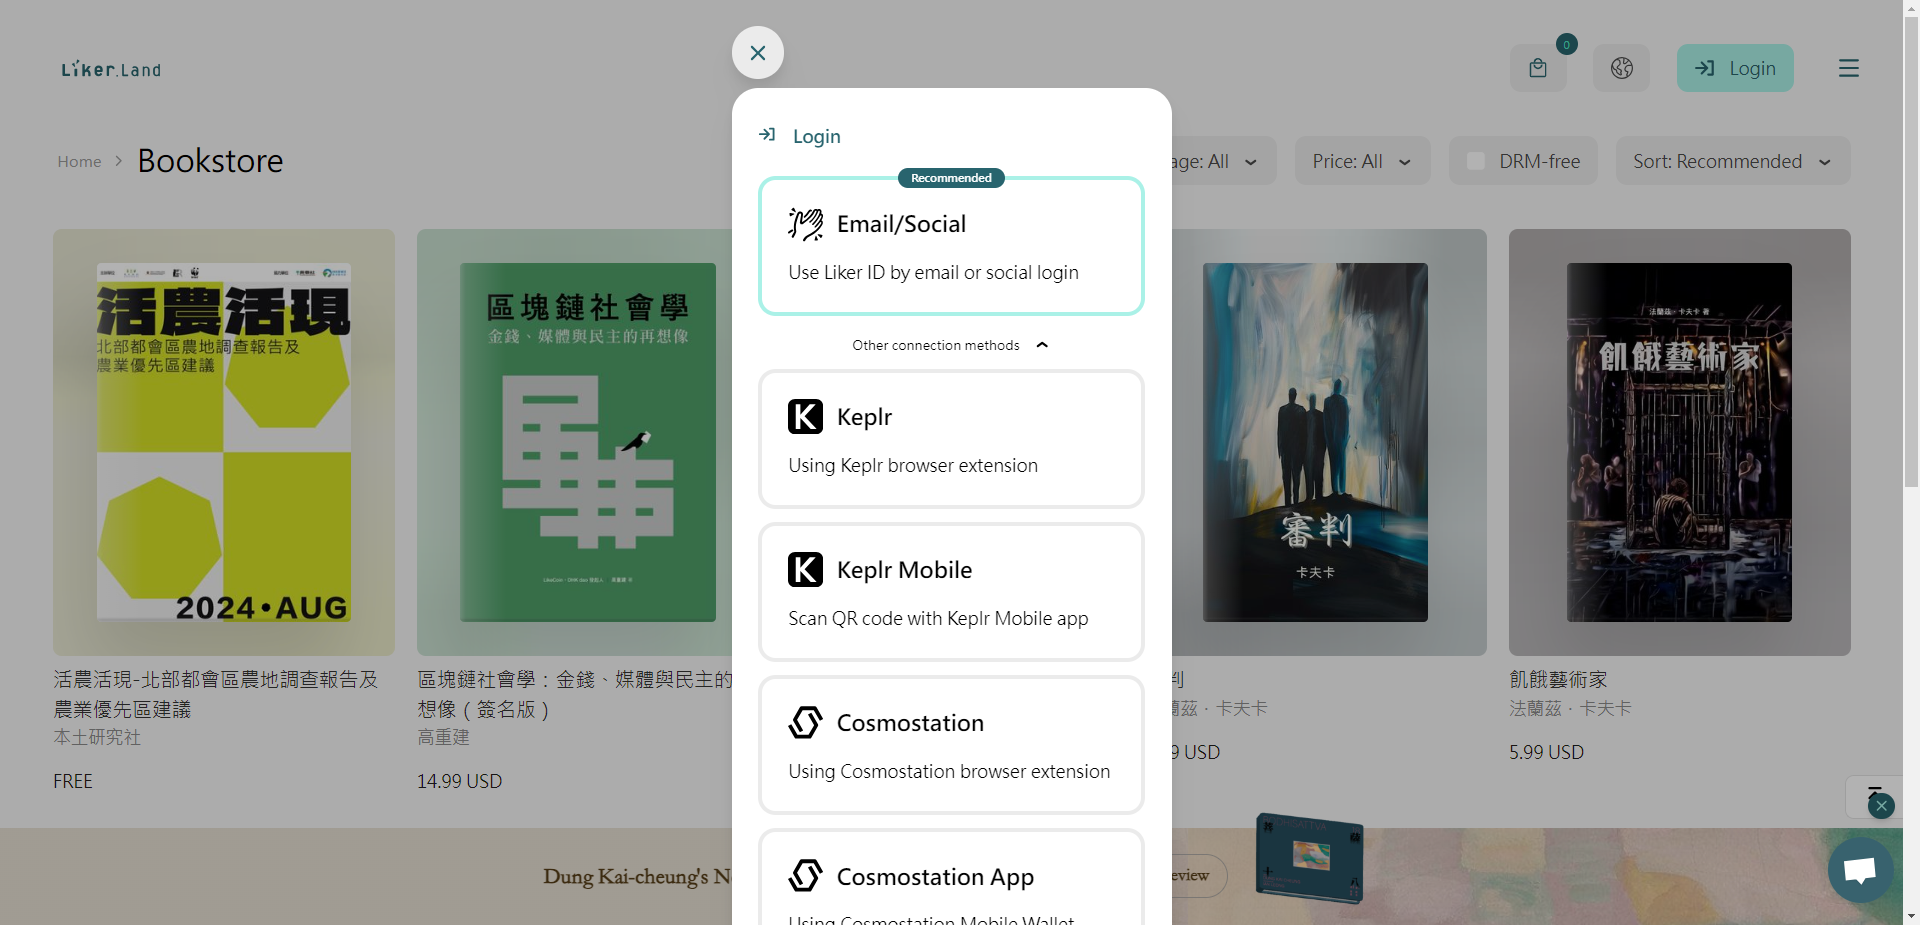 Liker.Land
0
Login
Home
Bookstore
age: All
Price: All
DRM-free
Sort: Recommended
Login
Recommended
Email/Social
Use Liker ID by email or social login
Other connection methods
Keplr
Using Keplr browser extension
Keplr Mobile
Scan QR code with Keplr Mobile app
Cosmostation
Using Cosmostation browser extension
Cosmostation App
Using Cosmostation Mobile Wallet
活農活現
北部都會區農地調查報告及
農業優先區建議
2024•AUG
活農活現-北部都會區農地調查報告及
農業優先區建議
本土研究社
FREE
區塊鏈社會學
金錢、媒體與民主的再想像
區塊鏈社會學：金錢、媒體與民主的
想像（簽名版）
高重建
14.99 USD
審判
卡夫卡
判
蘭茲·卡夫卡
9 USD
法蘭茲·卡夫卡 著
飢餓藝術家
飢餓藝術家
法蘭茲·卡夫卡
5.99 USD
Dung Kai-cheung's N
eview